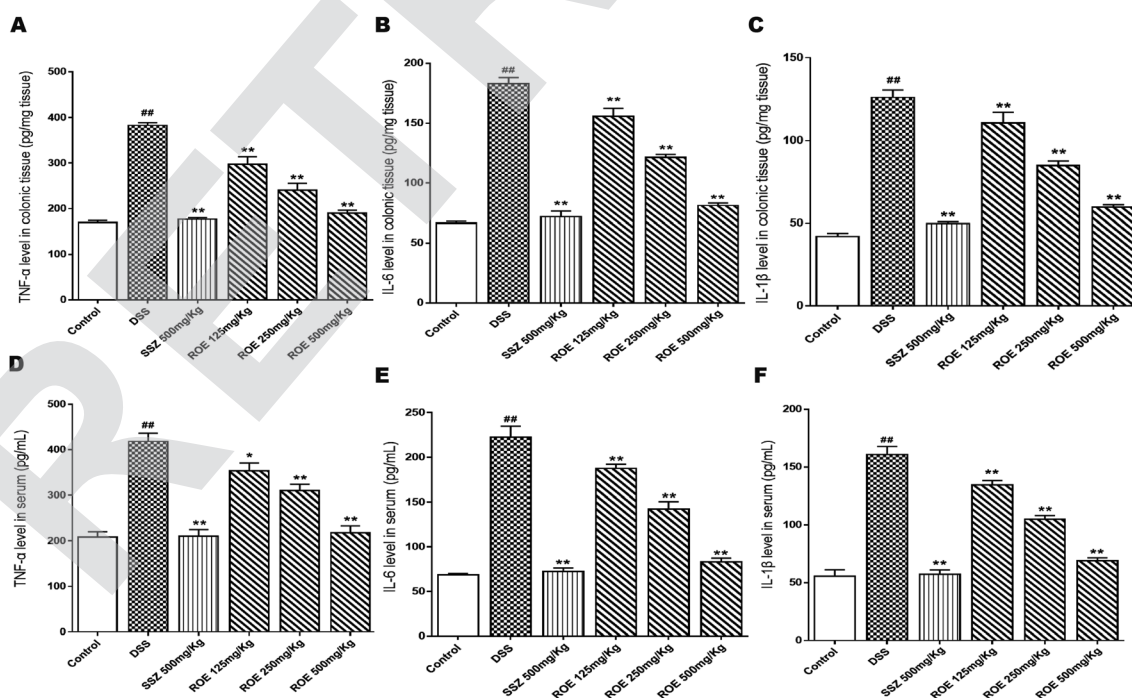 A
TNF-α level in colonic tissue (pg/mg tissue)
500
400
300
200
100
0
##
**
**
**
**
Control
DSS
SSZ 500mg/Kg
ROE 125mg/Kg
ROE 250mg/Kg
ROE 500mg/Kg
B
IL-6 level in colonic tissue (pg/mg tissue)
200
150
100
50
0
##
**
**
**
**
Control
DSS
SSZ 500mg/Kg
ROE 125mg/Kg
ROE 250mg/Kg
ROE 500mg/Kg
C
IL-1β level in colonic tissue (pg/mg tissue)
150
100
50
0
##
**
**
**
**
Control
DSS
SSZ 500mg/Kg
ROE 125mg/Kg
ROE 250mg/Kg
ROE 500mg/Kg
D
TNF-α level in serum (pg/mL)
500
400
300
200
100
0
##
**
*
**
**
Control
DSS
SSZ 500mg/Kg
ROE 125mg/Kg
ROE 250mg/Kg
ROE 500mg/Kg
E
IL-6 level in serum (pg/mL)
250
200
150
100
50
0
##
**
**
**
**
Control
DSS
SSZ 500mg/Kg
ROE 125mg/Kg
ROE 250mg/Kg
ROE 500mg/Kg
F
IL-1β level in serum (pg/mL)
200
150
100
50
0
##
**
**
**
**
Control
DSS
SSZ 500mg/Kg
ROE 125mg/Kg
ROE 250mg/Kg
ROE 500mg/Kg